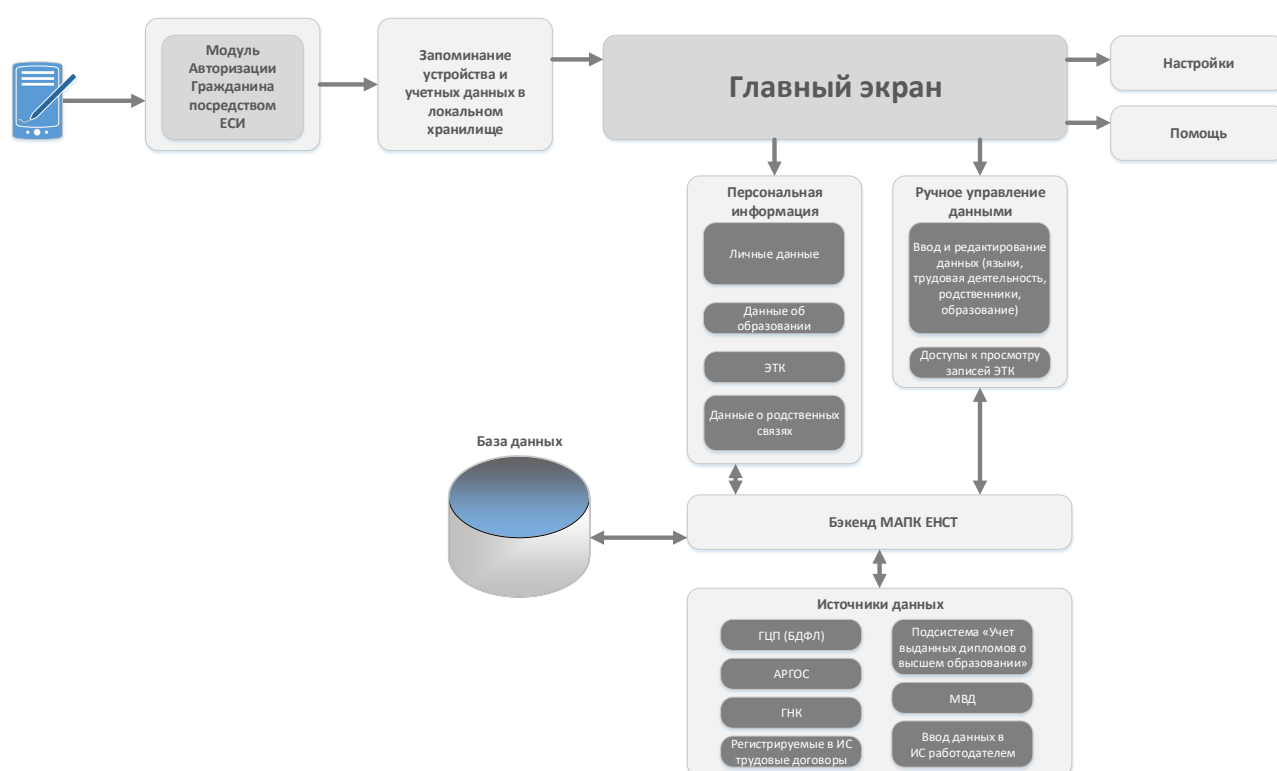 Модуль
Авторизации
Гражданина
посредством
ЕСИ
Запоминание
устройства и
учетных данных в
локальном
хранилище
Главный экран
Настройки
Помощь
Персональная
информация
Личные данные
Данные об
образовании
ЭТК
Данные о родственных
связях
Ручное управление
данными
Ввод и редактирование
данных (языки,
трудовая деятельность,
родственники,
образование)
Доступы к просмотру
записей ЭТК
База данных
Бэкенд МАПК ЕНСТ
Источники данных
ГЦП (БДФЛ)
АРГОС
ГНК
Регистрируемые в ИС
трудовые договоры
Подсистема «Учет
выданных дипломов о
высшем образовании»
МВД
Ввод данных в
ИС работодателем